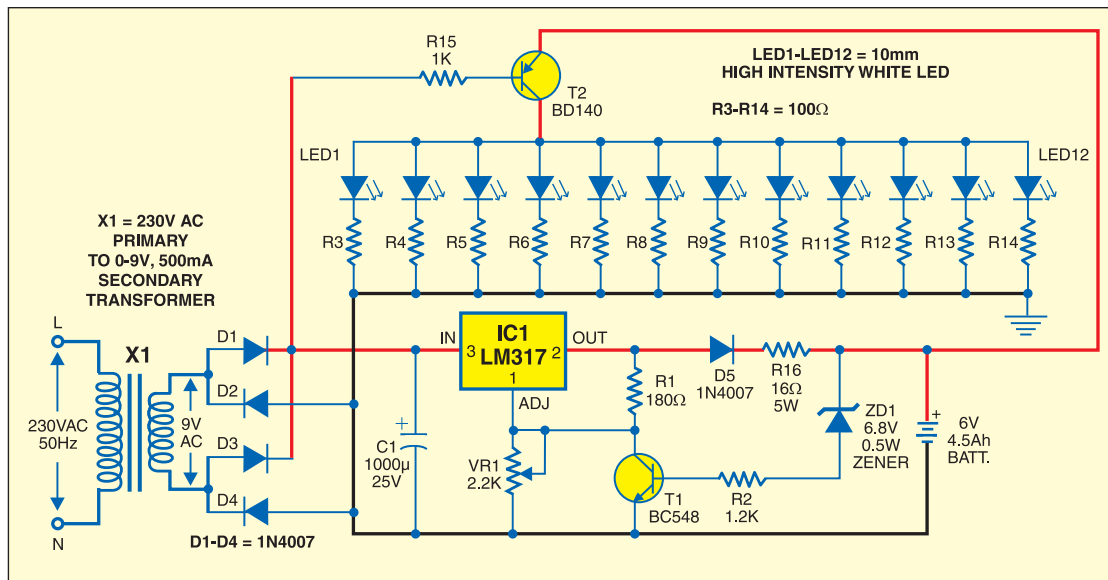 R15
1K
T2
BD140
LED1-LED12 = 10mm
HIGH INTENSITY WHITE LED
R3-R14 = 100Ω
LED1
LED12
R3
R4
R5
R6
R7
R8
R9
R10
R11
R12
R13
R14
X1 = 230V AC
PRIMARY
TO 0-9V, 500mA
SECONDARY
TRANSFORMER
L
X1
230VAC
50Hz
N
9V
AC
D1
D2
D3
D4
D1-D4 = 1N4007
C1
1000µ
25V
+
IN
3
IC1
LM317
2
OUT
1
ADJ
VR1
2.2K
R1
180Ω
D5
1N4007
R16
16Ω
5W
T1
BC548
R2
1.2K
ZD1
6.8V
0.5W
ZENER
+
6V
4.5Ah
BATT.